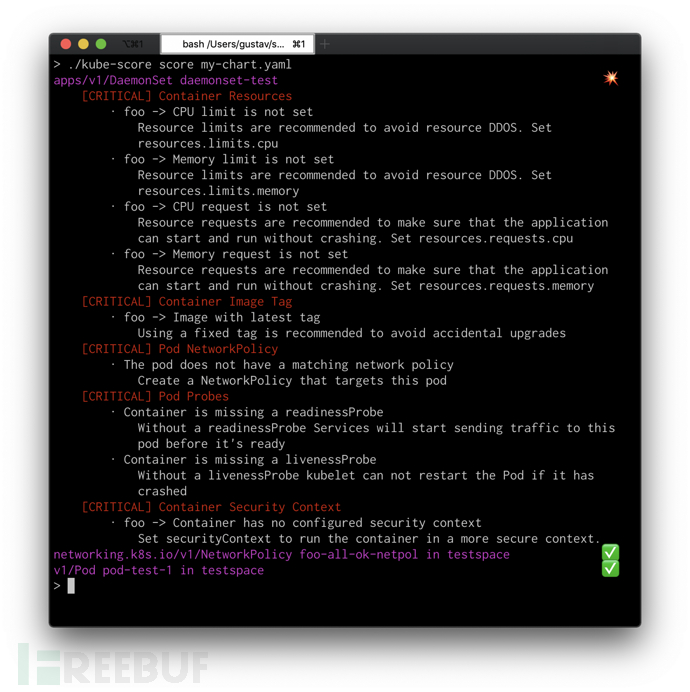 ⌥⌘1 bash /Users/gustav/s... ⌘1 +
> ./kube-score score my-chart.yaml
apps/v1/DaemonSet daemonset-test
[CRITICAL] Container Resources
· foo -> CPU limit is not set
Resource limits are recommended to avoid resource DDOS. Set
resources.limits.cpu
· foo -> Memory limit is not set
Resource limits are recommended to avoid resource DDOS. Set
resources.limits.memory
· foo -> CPU request is not set
Resource requests are recommended to make sure that the application
can start and run without crashing. Set resources.requests.cpu
· foo -> Memory request is not set
Resource requests are recommended to make sure that the application
can start and run without crashing. Set resources.requests.memory
[CRITICAL] Container Image Tag
· foo -> Image with latest tag
Using a fixed tag is recommended to avoid accidental upgrades
[CRITICAL] Pod NetworkPolicy
· The pod does not have a matching network policy
Create a NetworkPolicy that targets this pod
[CRITICAL] Pod Probes
· Container is missing a readinessProbe
Without a readinessProbe Services will start sending traffic to this
pod before it's ready
· Container is missing a livenessProbe
Without a livenessProbe kubelet can not restart the Pod if it has
crashed
[CRITICAL] Container Security Context
· foo -> Container has no configured security context
Set securityContext to run the container in a more secure context.
networking.k8s.io/v1/NetworkPolicy foo-all-ok-netpol in testspace
v1/Pod pod-test-1 in testspace
>
FREEBUF